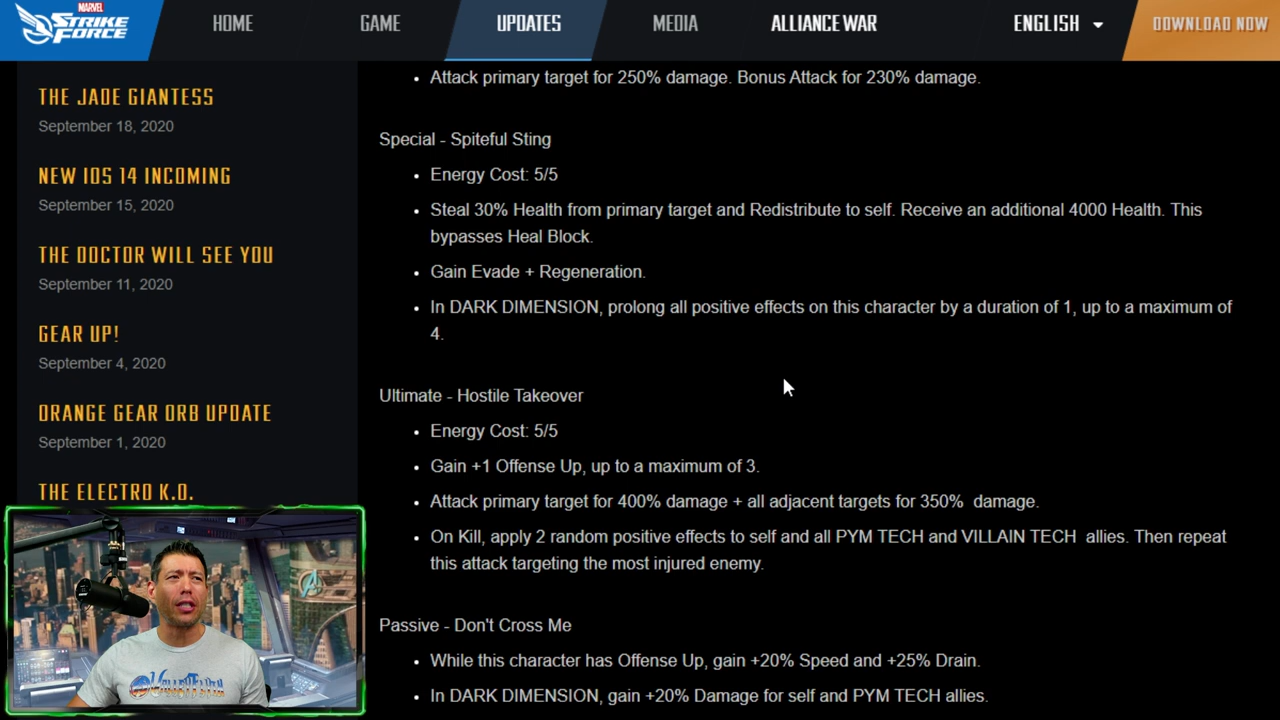 MARVEL
STRIKE
FORCE
HOME
GAME
UPDATES
MEDIA
ALLIANCE WAR
ENGLISH
DOWNLOAD NOW
THE JADE GIANTESS
September 18, 2020
NEW IOS 14 INCOMING
September 15, 2020
THE DOCTOR WILL SEE YOU
September 11, 2020
GEAR UP!
September 4, 2020
ORANGE GEAR ORB UPDATE
September 1, 2020
THE ELECTRO K.O.
• Attack primary target for 250% damage. Bonus Attack for 230% damage.
Special - Spiteful Sting
• Energy Cost: 5/5
• Steal 30% Health from primary target and Redistribute to self. Receive an additional 4000 Health. This
bypasses Heal Block.
• Gain Evade + Regeneration.
• In DARK DIMENSION, prolong all positive effects on this character by a duration of 1, up to a maximum of
4.
Ultimate - Hostile Takeover
• Energy Cost: 5/5
• Gain +1 Offense Up, up to a maximum of 3.
• Attack primary target for 400% damage + all adjacent targets for 350% damage.
• On Kill, apply 2 random positive effects to self and all PYM TECH and VILLAIN TECH allies. Then repeat
this attack targeting the most injured enemy.
Passive - Don't Cross Me
• While this character has Offense Up, gain +20% Speed and +25% Drain.
• In DARK DIMENSION, gain +20% Damage for self and PYM TECH allies.